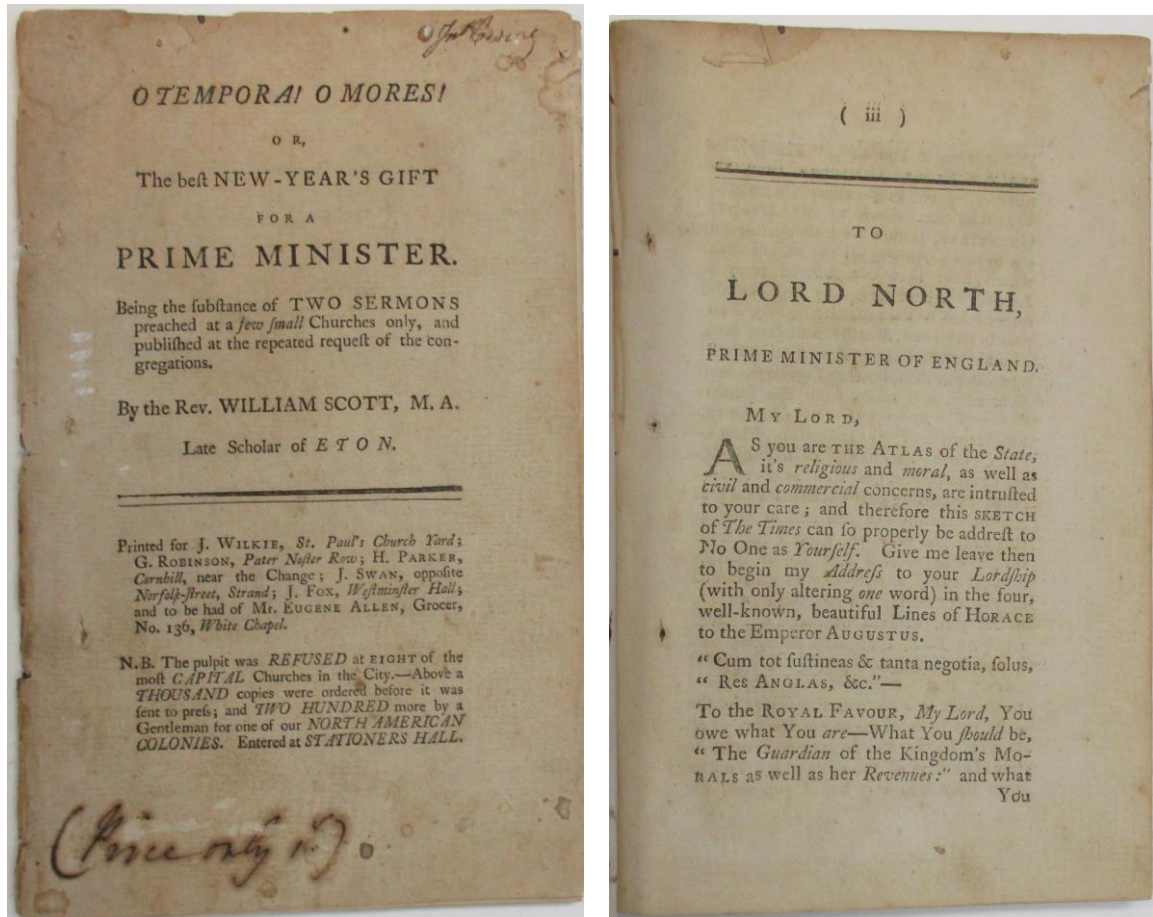 O TEMPORA! O MORES!
O R,
The beſt NEW-YEAR'S GIFT
FOR A
PRIME MINISTER.
Being the ſubſtance of TWO SERMONS
preached at a few ſmall Churches only, and
publiſhed at the repeated requeſt of the con-
gregations.
By the Rev. WILLIAM SCOTT, M. A.
Late Scholar of ETON.
Printed for J. WILKIE, St. Paul's Church Yard;
G. ROBINSON, Pater Noſter Row; H. PARKER,
Cornhill, near the Change; J. SWAN, oppoſite
Norfolk-ſtreet, Strand; J. FOX, Weſtminſter Hall;
and to be had of Mr. EUGENE ALLEN, Grocer,
No. 136, White Chapel.
N.B. The pulpit was REFUSED at EIGHT of the
moſt CAPITAL Churches in the City.—Above a
THOUSAND copies were ordered before it was
ſent to preſs; and TWO HUNDRED more by a
Gentleman for one of our NORTH AMERICAN
COLONIES. Entered at STATIONERS HALL.
(Price only 1s)
( iii )
TO
LORD NORTH,
PRIME MINISTER OF ENGLAND.
MY LORD,
AS you are THE ATLAS of the State,
it's religious and moral, as well as
civil and commercial concerns, are intruſted
to your care; and therefore this SKETCH
of The Times can ſo properly be addreſt to
No One as Yourſelf. Give me leave then
to begin my Addreſs to your Lordſhip
(with only altering one word) in the four,
well-known, beautiful Lines of HORACE
to the Emperor AUGUSTUS.
“ Cum tot ſuſtineas & tanta negotia, ſolus,
“ Res ANGLAS, &c.”—
To the ROYAL FAVOUR, My Lord, You
owe what You are—What You ſhould be,
“ The Guardian of the Kingdom's Mo-
RALS as well as her Revenues:” and what
You